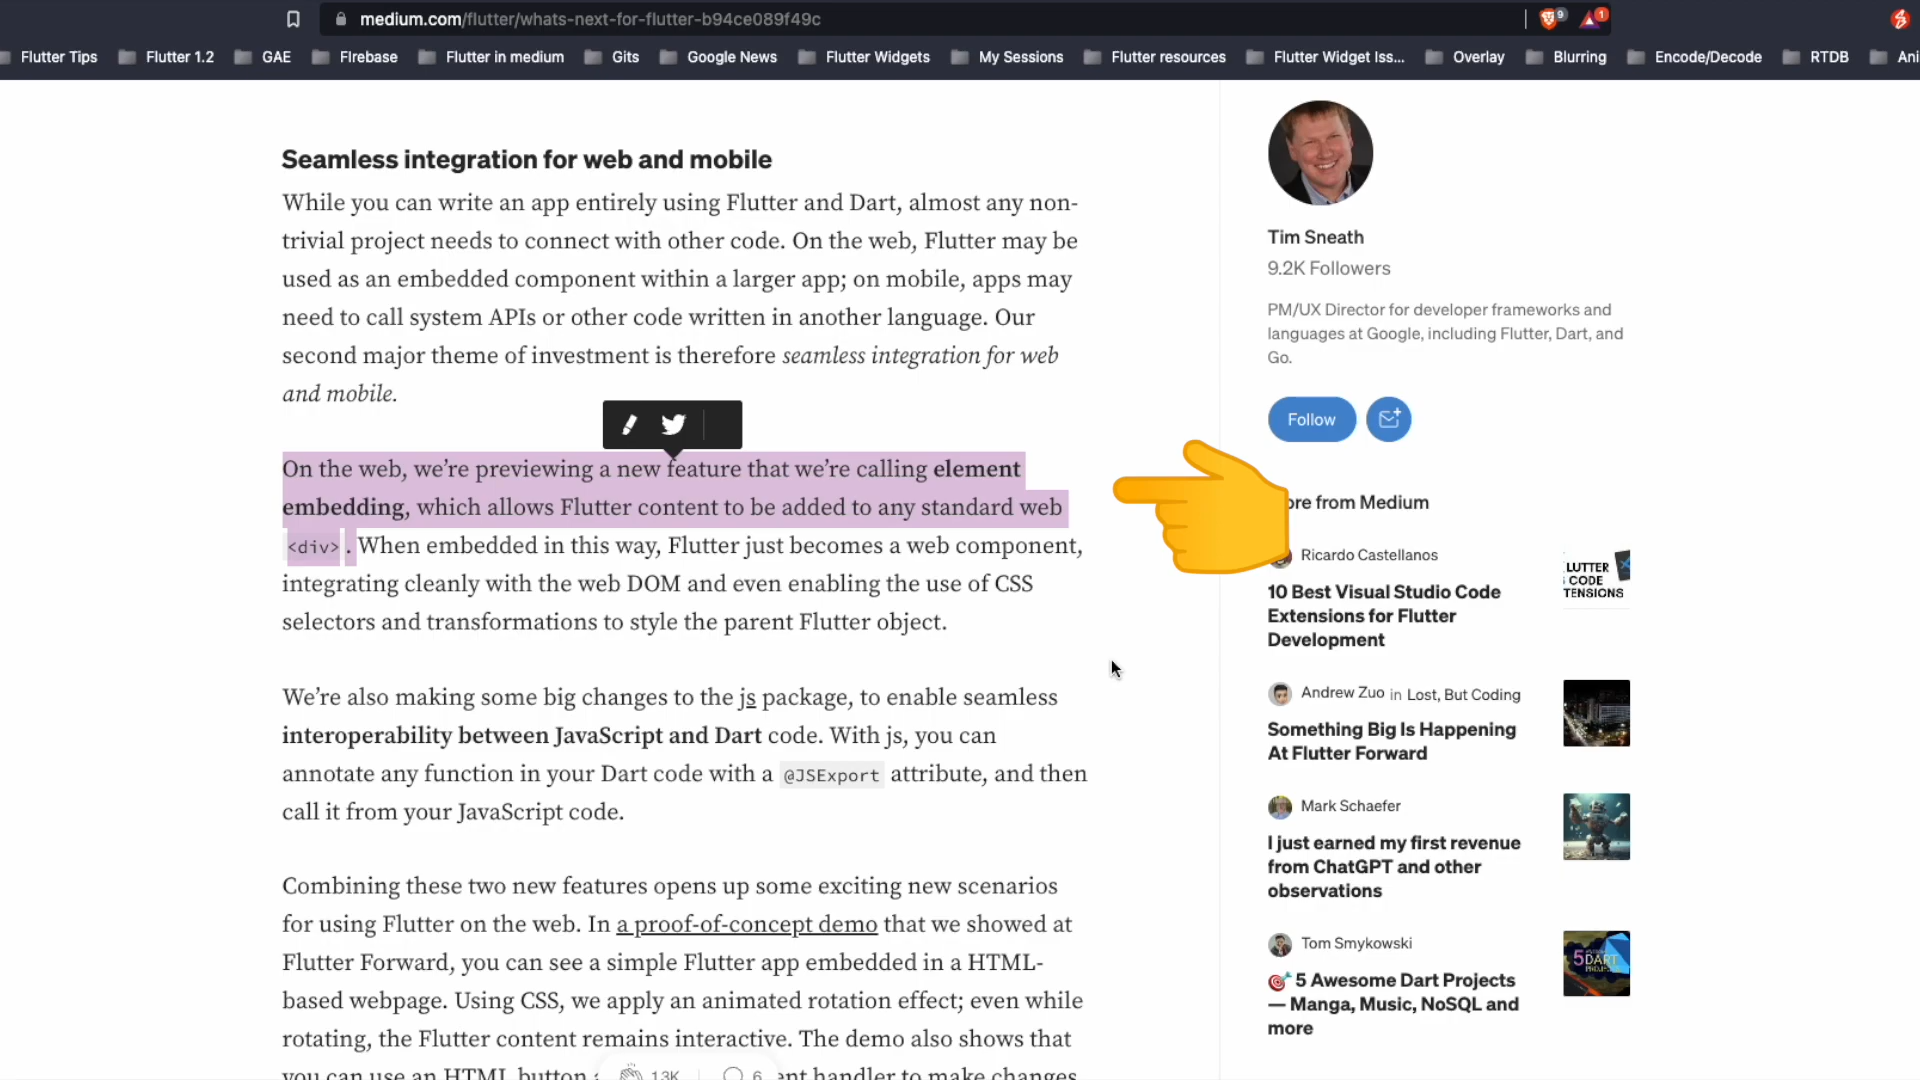 medium.com/flutter/whats-next-for-flutter-b94ce089f49c
9
1
Flutter Tips Flutter 1.2 GAE FIrebase Flutter in medium Gits Google News Flutter Widgets My Sessions Flutter resources Flutter Widget Iss... Overlay Blurring Encode/Decode RTDB Ani
Seamless integration for web and mobile
While you can write an app entirely using Flutter and Dart, almost any non-
trivial project needs to connect with other code. On the web, Flutter may be
used as an embedded component within a larger app; on mobile, apps may
need to call system APIs or other code written in another language. Our
second major theme of investment is therefore seamless integration for web
and mobile.
On the web, we’re previewing a new feature that we’re calling element
embedding, which allows Flutter content to be added to any standard web
<div> . When embedded in this way, Flutter just becomes a web component,
integrating cleanly with the web DOM and even enabling the use of CSS
selectors and transformations to style the parent Flutter object.
We’re also making some big changes to the js package, to enable seamless
interoperability between JavaScript and Dart code. With js, you can
annotate any function in your Dart code with a @JSExport attribute, and then
call it from your JavaScript code.
Combining these two new features opens up some exciting new scenarios
for using Flutter on the web. In a proof-of-concept demo that we showed at
Flutter Forward, you can see a simple Flutter app embedded in a HTML-
based webpage. Using CSS, we apply an animated rotation effect; even while
rotating, the Flutter content remains interactive. The demo also shows that
you can use an HTML button ent handler to make changes
1.3K 6
Tim Sneath
9.2K Followers
PM/UX Director for developer frameworks and
languages at Google, including Flutter, Dart, and
Go.
Follow
ore from Medium
Ricardo Castellanos
10 Best Visual Studio Code
Extensions for Flutter
Development
LUTTER
CODE
TENSIONS
Andrew Zuo in Lost, But Coding
Something Big Is Happening
At Flutter Forward
Mark Schaefer
I just earned my first revenue
from ChatGPT and other
observations
Tom Smykowski
🎯 5 Awesome Dart Projects
— Manga, Music, NoSQL and
more
5 DART